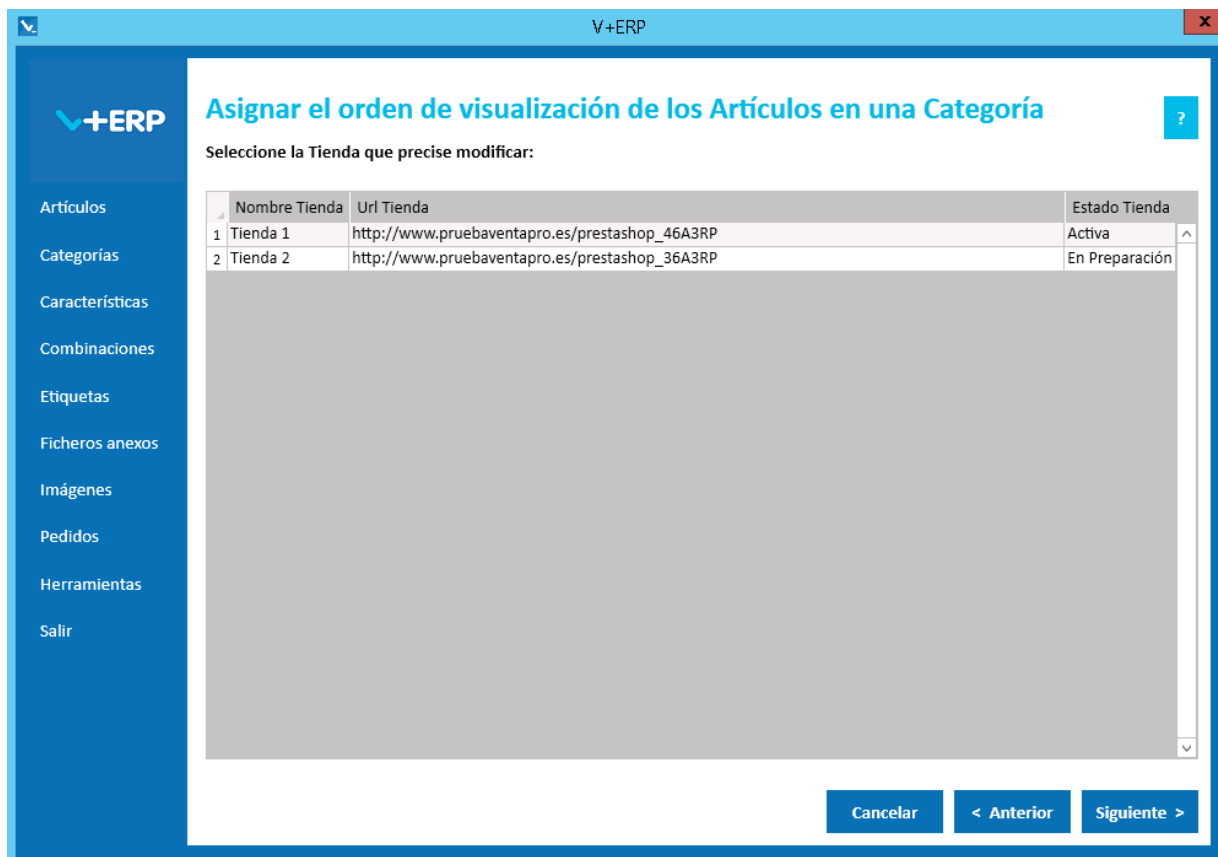 V+ERP
x
V+ERP
Asignar el orden de visualización de los Artículos en una Categoría
?
Seleccione la Tienda que precise modificar:
Artículos
Categorías
Características
Combinaciones
Etiquetas
Ficheros anexos
Imágenes
Pedidos
Herramientas
Salir
Nombre Tienda Url Tienda Estado Tienda
1 Tienda 1 http://www.pruebaventapro.es/prestashop_46A3RP Activa
2 Tienda 2 http://www.pruebaventapro.es/prestashop_36A3RP En Preparación
Cancelar < Anterior Siguiente >